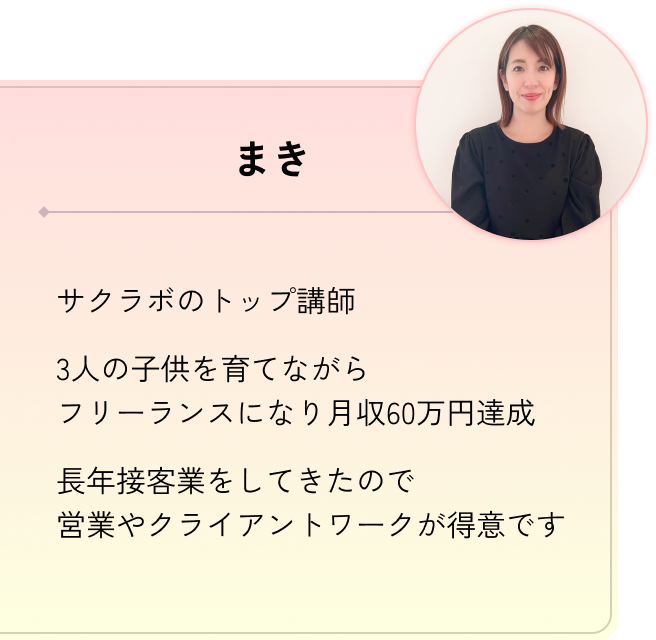 まき
サクラボのトップ講師
3人の子供を育てながら
フリーランスになり月収60万円達成
長年接客業をしてきたので
営業やクライアントワークが得意です